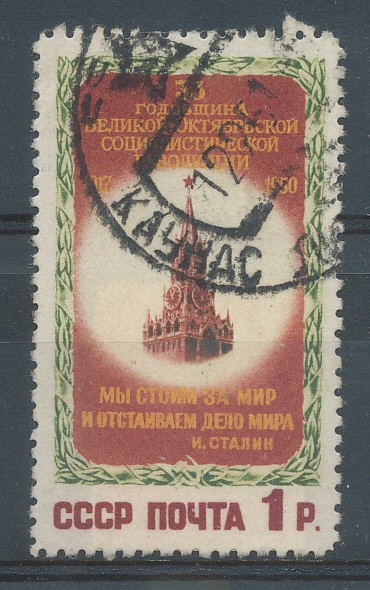 33
ГОДОВЩИНА
ВЕЛИКОЙ ОКТЯБРЬСКОЙ
СОЦИАЛИСТИЧЕСКОЙ
РЕВОЛЮЦИИ
1917 1950
КАУНАС
МЫ СТОИМ ЗА МИР
И ОТСТАИВАЕМ ДЕЛО МИРА
И. СТАЛИН
СССР ПОЧТА 1 Р.